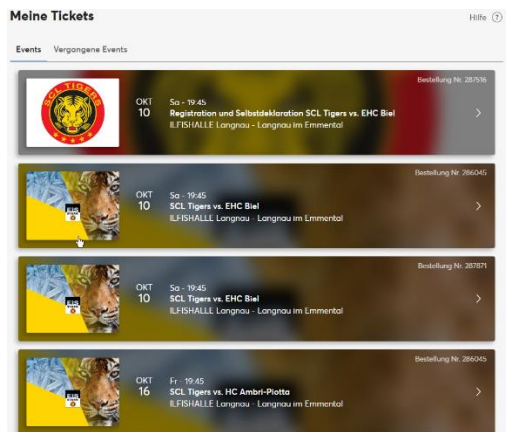 Meine Tickets
Hilfe ?
Events Vergangene Events
Bestellung Nr. 287516
SCL TIGERS
OKT
10
Sa - 19:45
Registration und Selbstdeklaration SCL Tigers vs. EHC Biel
ILFISHALLE Langnau - Langnau im Emmental
Bestellung Nr. 286045
OKT
10
Sa - 19:45
SCL Tigers vs. EHC Biel
ILFISHALLE Langnau - Langnau im Emmental
Bestellung Nr. 287871
OKT
10
Sa - 19:45
SCL Tigers vs. EHC Biel
ILFISHALLE Langnau - Langnau im Emmental
Bestellung Nr. 286045
OKT
16
Fr - 19:45
SCL Tigers vs. HC Ambri-Piotta
ILFISHALLE Langnau - Langnau im Emmental